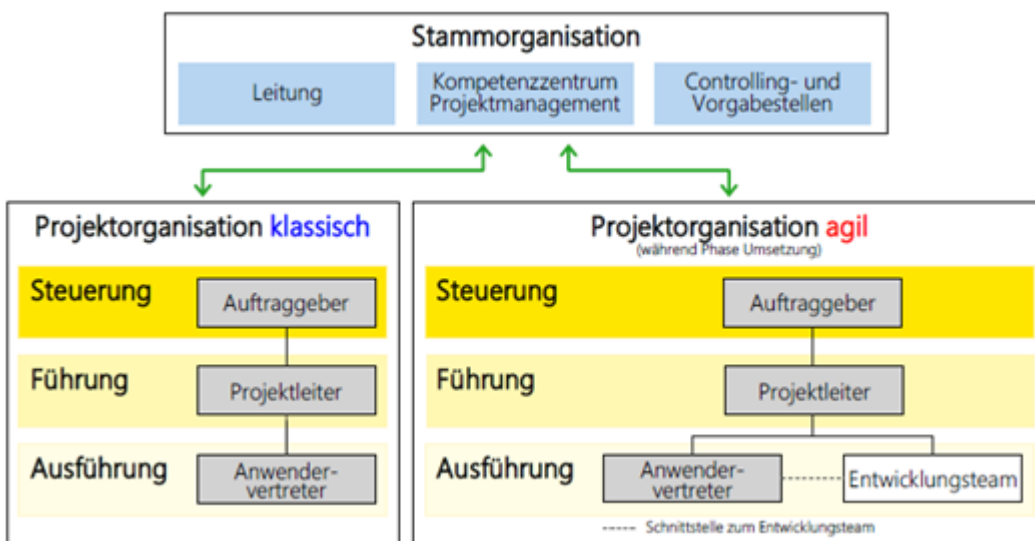 Stammorganisation
Leitung
Kompetenzzentrum
Projektmanagement
Controlling- und
Vorgabestellen
Projektorganisation klassisch
Steuerung
Auftraggeber
Führung
Projektleiter
Ausführung
Anwender-
vertreter
Projektorganisation agil
(während Phase Umsetzung)
Steuerung
Auftraggeber
Führung
Projektleiter
Ausführung
Anwender-
vertreter
Entwicklungsteam
Schnittstelle zum Entwicklungsteam